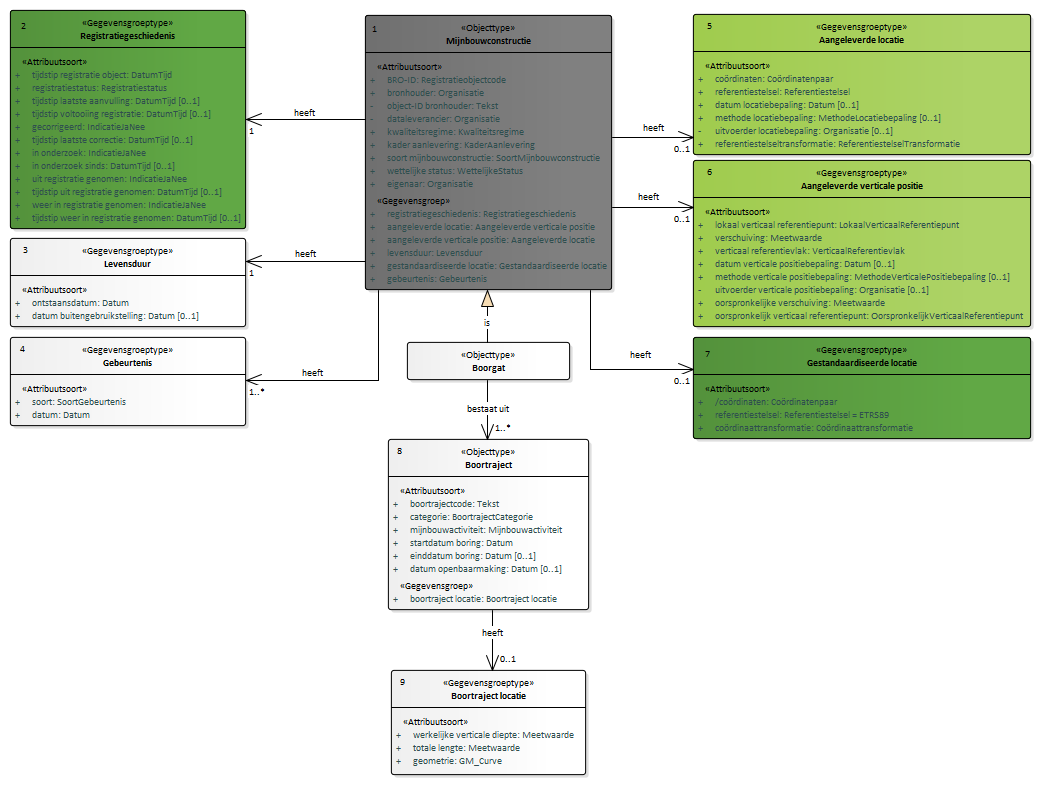 2
«Gegevensgroeptype»
Registratiegeschiedenis
«Attribuutsoort»
+ tijdstip registratie object: DatumTijd
+ registratiestatus: Registratiestatus
+ tijdstip laatste aanvulling: DatumTijd [0..1]
+ tijdstip voltooiing registratie: DatumTijd [0..1]
+ gecorrigeerd: IndicatieJaNee
+ tijdstip laatste correctie: DatumTijd [0..1]
+ in onderzoek: IndicatieJaNee
+ in onderzoek sinds: DatumTijd [0..1]
+ uit registratie genomen: IndicatieJaNee
+ tijdstip uit registratie genomen: DatumTijd [0..1]
+ weer in registratie genomen: IndicatieJaNee
+ tijdstip weer in registratie genomen: DatumTijd [0..1]
3
«Gegevensgroeptype»
Levensduur
«Attribuutsoort»
+ ontstaansdatum: Datum
+ datum buitengebruikstelling: Datum [0..1]
4
«Gegevensgroeptype»
Gebeurtenis
«Attribuutsoort»
+ soort: SoortGebeurtenis
+ datum: Datum
heeft
1
heeft
1
heeft
1..*
1
«Objecttype»
Mijnbouwconstructie
«Attribuutsoort»
+ BRO-ID: Registratieobjectcode
+ bronhouder: Organisatie
- object-ID bronhouder: Tekst
- dataleverancier: Organisatie
+ kwaliteitsregime: Kwaliteitsregime
+ kader aanlevering: KaderAanlevering
+ soort mijnbouwconstructie: SoortMijnbouwconstructie
+ wettelijke status: WettelijkeStatus
+ eigenaar: Organisatie
«Gegevensgroep»
+ registratiegeschiedenis: Registratiegeschiedenis
+ aangeleverde locatie: Aangeleverde verticale positie
+ aangeleverde verticale positie: Aangeleverde locatie
+ levensduur: Levensduur
+ gestandaardiseerde locatie: Gestandaardiseerde locatie
+ gebeurtenis: Gebeurtenis
is
«Objecttype»
Boorgat
bestaat uit
1..*
8
«Objecttype»
Boortraject
«Attribuutsoort»
+ boortrajectcode: Tekst
+ categorie: BoortrajectCategorie
+ mijnbouwactiviteit: Mijnbouwactiviteit
+ startdatum boring: Datum
+ einddatum boring: Datum [0..1]
+ datum openbaarmaking: Datum [0..1]
«Gegevensgroep»
+ boortraject locatie: Boortraject locatie
heeft
0..1
9
«Gegevensgroeptype»
Boortraject locatie
«Attribuutsoort»
+ werkelijke verticale diepte: Meetwaarde
+ totale lengte: Meetwaarde
+ geometrie: GM_Curve
heeft
0..1
heeft
0..1
heeft
0..1
5
«Gegevensgroeptype»
Aangeleverde locatie
«Attribuutsoort»
+ coördinaten: Coördinatenpaar
+ referentiestelsel: Referentiestelsel
+ datum locatiebepaling: Datum [0..1]
+ methode locatiebepaling: MethodeLocatiebepaling [0..1]
- uitvoerder locatiebepaling: Organisatie [0..1]
+ referentiestelseltransformatie: ReferentiestelselTransformatie
6
«Gegevensgroeptype»
Aangeleverde verticale positie
«Attribuutsoort»
+ lokaal verticaal referentiepunt: LokaalVerticaalReferentiepunt
+ verschuiving: Meetwaarde
+ verticaal referentievlak: VerticaalReferentievlak
+ datum verticale positiebepaling: Datum [0..1]
+ methode verticale positiebepaling: MethodeVerticalePositiebepaling [0..1]
- uitvoerder verticale positiebepaling: Organisatie [0..1]
+ oorspronkelijke verschuiving: Meetwaarde
+ oorspronkelijk verticaal referentiepunt: OorspronkelijkVerticaalReferentiepunt
7
«Gegevensgroeptype»
Gestandaardiseerde locatie
«Attribuutsoort»
+ /coördinaten: Coördinatenpaar
+ referentiestelsel: Referentiestelsel = ETRS89
+ coördinaattransformatie: Coördinaattransformatie